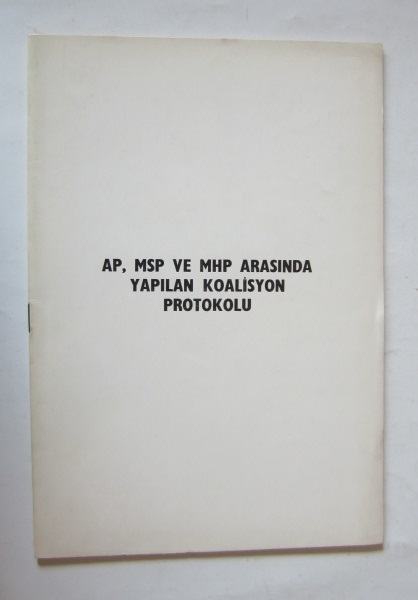 AP, MSP VE MHP ARASINDA
YAPILAN KOALİSYON
PROTOKOLU